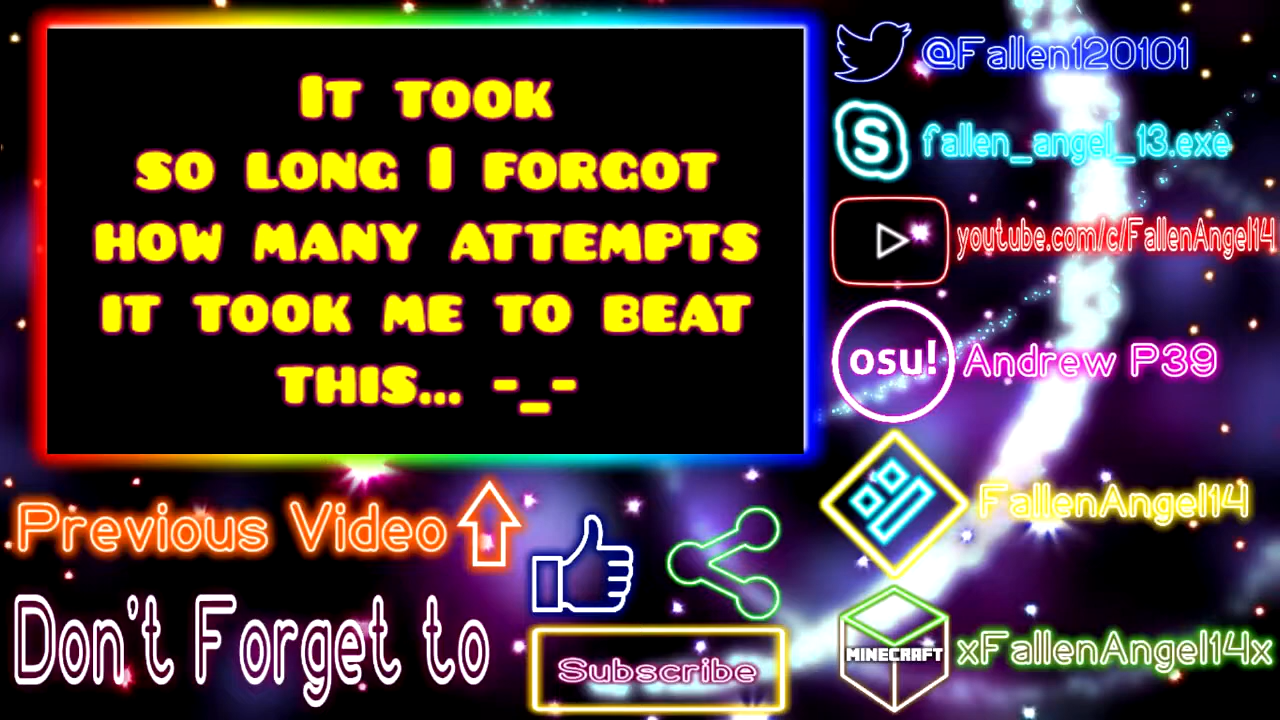 IT TOOK
SO LONG I FORGOT
HOW MANY ATTEMPTS
IT TOOK ME TO BEAT
THIS... -_-
@Fallen120101
fallen_angel_13.exe
youtube.com/c/FallenAngel14
osu! Andrew P39
FallenAngel14
MINECRAFT xFallenAngel14x
Previous Video
Don't Forget to
Subscribe